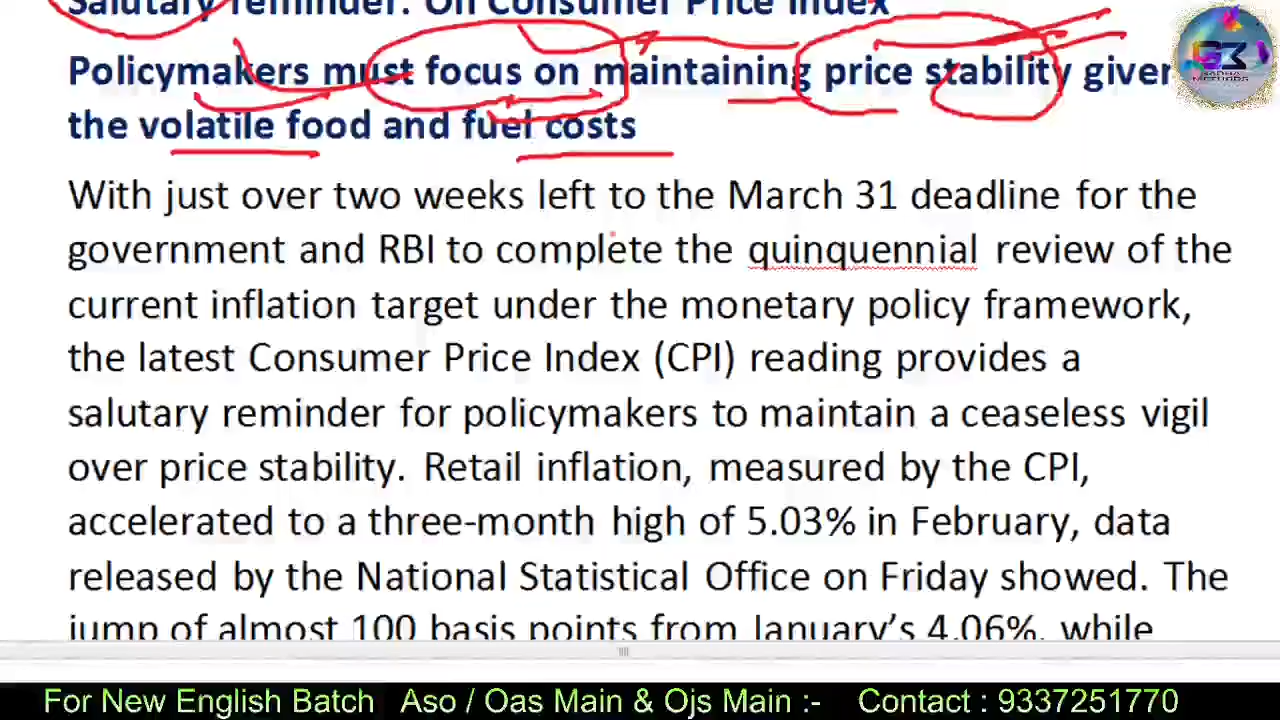 Salutary reminder: On Consumer Price Index
Policymakers must focus on maintaining price stability given
the volatile food and fuel costs
With just over two weeks left to the March 31 deadline for the
government and RBI to complete the quinquennial review of the
current inflation target under the monetary policy framework,
the latest Consumer Price Index (CPI) reading provides a
salutary reminder for policymakers to maintain a ceaseless vigil
over price stability. Retail inflation, measured by the CPI,
accelerated to a three-month high of 5.03% in February, data
released by the National Statistical Office on Friday showed. The
jump of almost 100 basis points from January's 4.06%, while
For New English Batch Aso / Oas Main & Ojs Main :- Contact : 9337251770